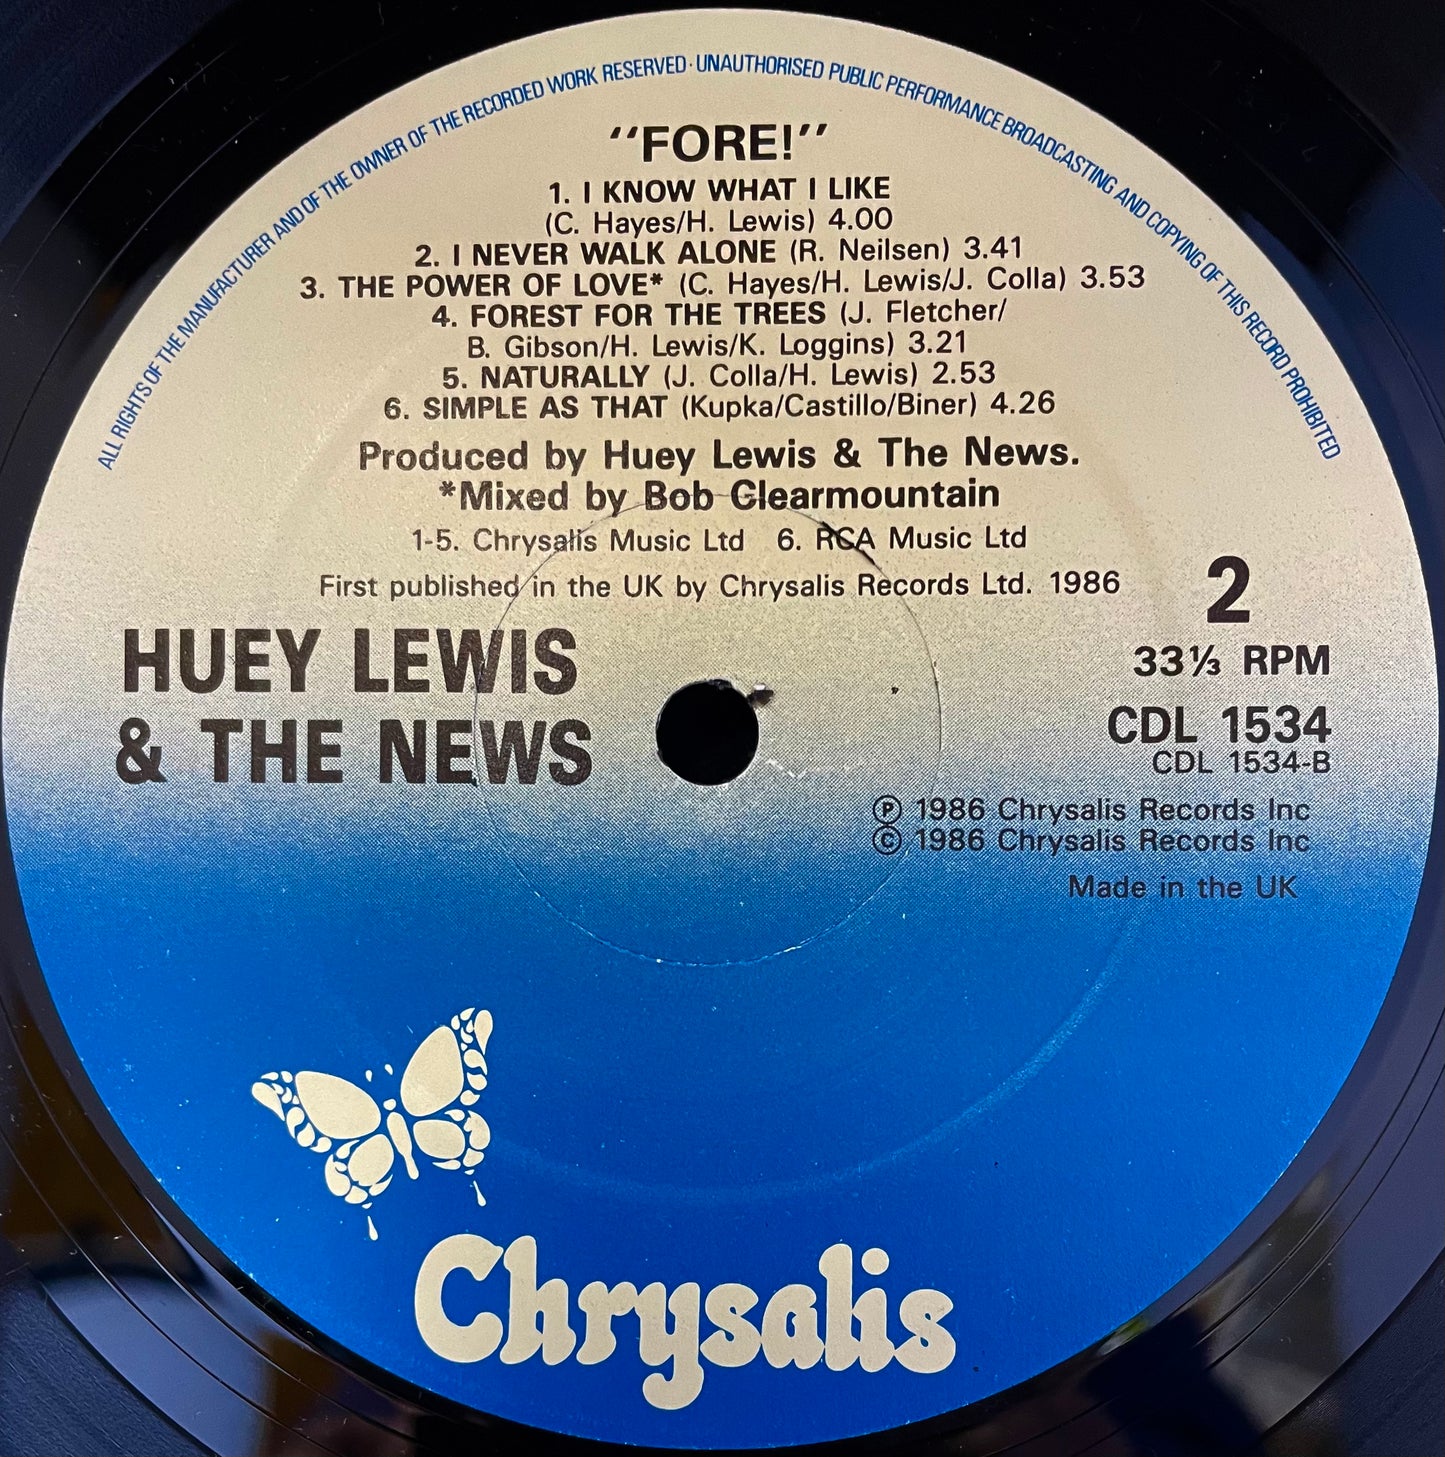 ALL RIGHTS OF THE MANUFACTURER AND OF THE OWNER OF THE RECORDED WORK RESERVED · UNAUTHORISED PUBLIC PERFORMANCE BROADCASTING AND COPYING OF THIS RECORD PROHIBITED
"FORE!"
1. I KNOW WHAT I LIKE
(C. Hayes/H. Lewis) 4.00
2. I NEVER WALK ALONE (R. Neilsen) 3.41
3. THE POWER OF LOVE* (C. Hayes/H. Lewis/J. Colla) 3.53
4. FOREST FOR THE TREES (J. Fletcher/
B. Gibson/H. Lewis/K. Loggins) 3.21
5. NATURALLY (J. Colla/H. Lewis) 2.53
6. SIMPLE AS THAT (Kupka/Castillo/Biner) 4.26
Produced by Huey Lewis & The News.
*Mixed by Bob Clearmountain
1-5. Chrysalis Music Ltd 6. RCA Music Ltd
First published in the UK by Chrysalis Records Ltd. 1986
HUEY LEWIS
& THE NEWS
2
33⅓ RPM
CDL 1534
CDL 1534-B
Ⓟ 1986 Chrysalis Records Inc
© 1986 Chrysalis Records Inc
Made in the UK
Chrysalis